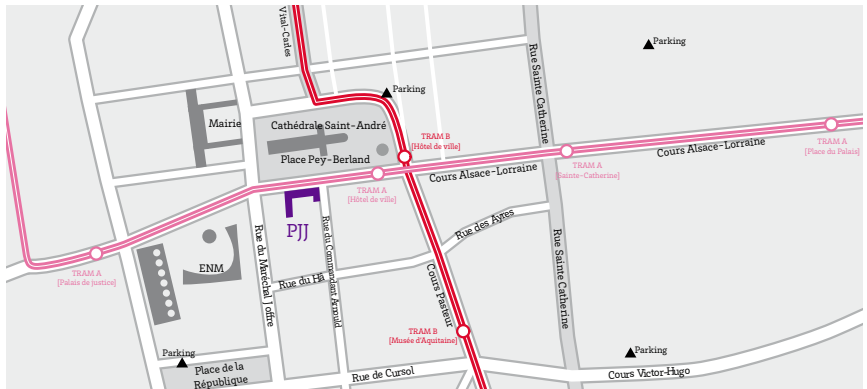 Vital-Carles
Parking
Parking
Rue Sainte Catherine
Mairie
Cathédrale Saint-André
TRAM B
[Hôtel de ville]
TRAM A
[Place du Palais]
Place Pey-Berland
Cours Alsace-Lorraine
Cours Alsace-Lorraine
TRAM A
[Sainte-Catherine]
TRAM A
[Hôtel de ville]
PJJ
Rue des Ayres
Rue du Maréchal Joffre
Rue du Commandant Arnould
ENM
TRAM A
[Palais de justice]
Rue du Hâ
Cours Pasteur
Rue Sainte Catherine
TRAM B
[Musée d'Aquitaine]
Parking
Parking
Place de la
République
Rue de Cursol
Cours Victor-Hugo